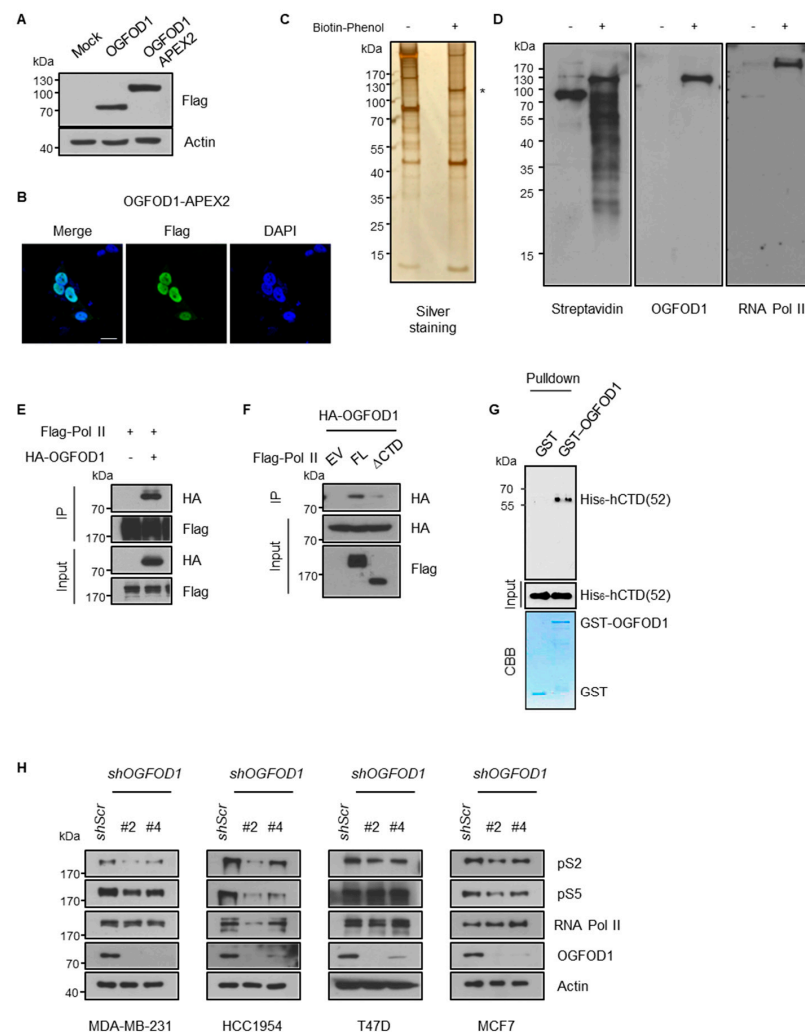 A
Mock
OGFOD1
OGFOD1
APEX2
kDa
130
100
70
40
Flag
Actin
B
OGFOD1-APEX2
Merge
Flag
DAPI
C
Biotin-Phenol - +
kDa
170
130
100
70
55
40
35
25
15
*
Silver
staining
D
- + - + - +
kDa
170
130
100
70
55
40
35
25
15
Streptavidin
OGFOD1
RNA Pol II
E
Flag-Pol II + +
HA-OGFOD1 - +
kDa
IP
70
HA
170
Flag
Input
70
HA
170
Flag
F
HA-OGFOD1
Flag-Pol II EV FL ΔCTD
kDa
IP
70
HA
Input
70
HA
170
Flag
G
Pulldown
GST
GST-OGFOD1
kDa
70
55
His₆-hCTD(52)
Input
His₆-hCTD(52)
CBB
GST-OGFOD1
GST
H
shOGFOD1 shOGFOD1 shOGFOD1 shOGFOD1
shScr #2 #4 shScr #2 #4 shScr #2 #4 shScr #2 #4
kDa
170
pS2
170
pS5
170
RNA Pol II
70
OGFOD1
40
Actin
MDA-MB-231 HCC1954 T47D MCF7